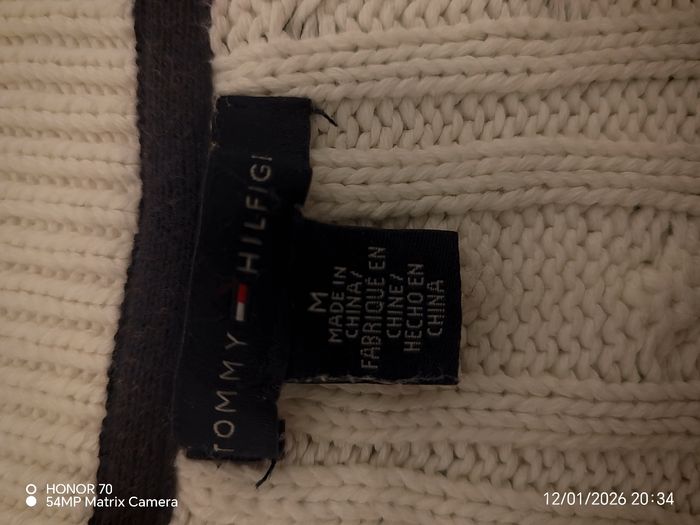 TOMMY HILFIGI
M
MADE IN
CHINA/
FABRIQUÉ EN
CHINE/
HECHO EN
CHINA
HONOR 70
54MP Matrix Camera
12/01/2026 20:34